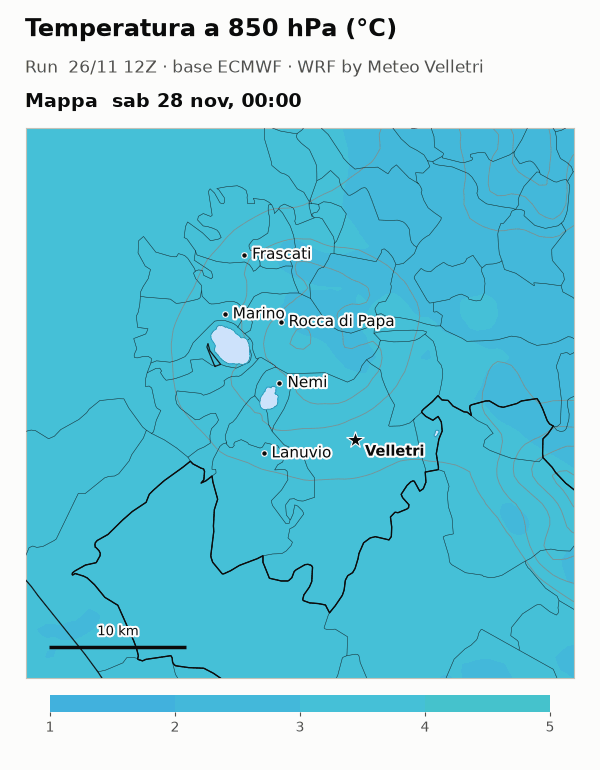 Temperatura a 850 hPa (°C)
Run 26/11 12Z · base ECMWF · WRF by Meteo Velletri
Mappa sab 28 nov, 00:00
Frascati
Marino
Rocca di Papa
Nemi
Velletri
Lanuvio
10 km
1 2 3 4 5